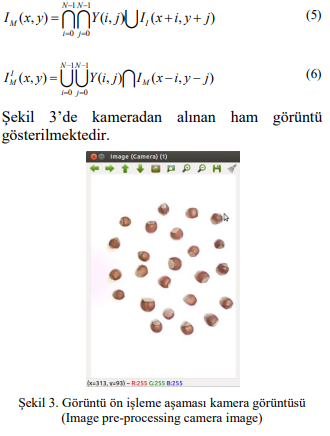 I_M(x,y)=⋂_{i=0}^{N-1}⋂_{j=0}^{N-1}Y(i,j)⋃I_I(x+i,y+j) (5)
I_M^I(x,y)=⋃_{i=0}^{N-1}⋃_{j=0}^{N-1}Y(i,j)⋂I_M(x−i,y−j) (6)
Şekil 3’de kameradan alınan ham görüntü
gösterilmektedir.
Image (Camera) (1)
(x=313, y=93) ~ R:255 G:255 B:255
Şekil 3. Görüntü ön işleme aşaması kamera görüntüsü
(Image pre-processing camera image)